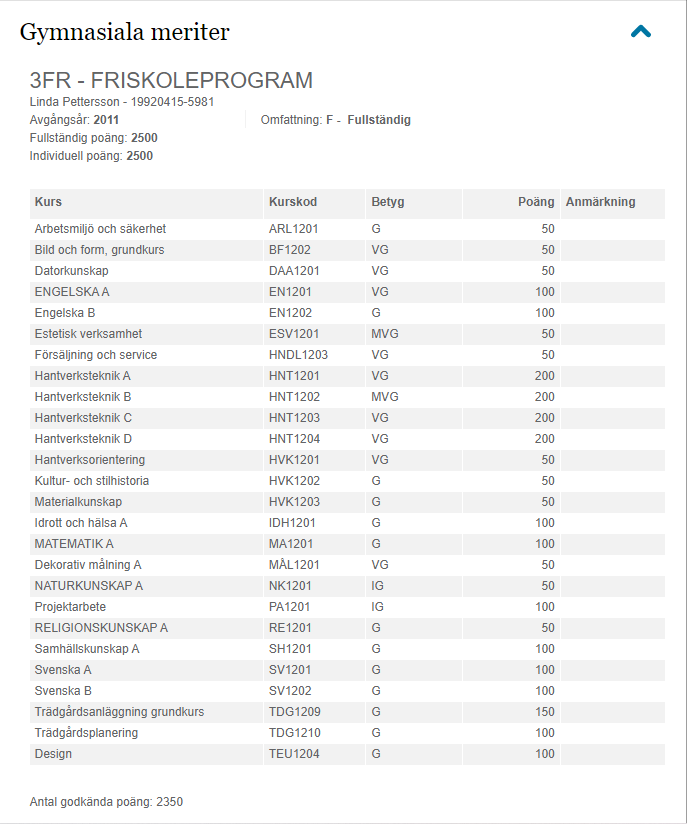 Gymnasiala meriter
3FR - FRISKOLEPROGRAM
Linda Pettersson - 19920415-5981
Avgångsår: 2011 Omfattning: F - Fullständig
Fullständig poäng: 2500
Individuell poäng: 2500
Kurs Kurskod Betyg Poäng Anmärkning
Arbetsmiljö och säkerhet ARL1201 G 50
Bild och form, grundkurs BF1202 VG 50
Datorkunskap DAA1201 VG 50
ENGELSKA A EN1201 VG 100
Engelska B EN1202 G 100
Estetisk verksamhet ESV1201 MVG 50
Försäljning och service HNDL1203 VG 50
Hantverksteknik A HNT1201 VG 200
Hantverksteknik B HNT1202 MVG 200
Hantverksteknik C HNT1203 VG 200
Hantverksteknik D HNT1204 VG 200
Hantverksorientering HVK1201 VG 50
Kultur- och stilhistoria HVK1202 G 50
Materialkunskap HVK1203 G 50
Idrott och hälsa A IDH1201 G 100
MATEMATIK A MA1201 G 100
Dekorativ målning A MÅL1201 VG 50
NATURKUNSKAP A NK1201 IG 50
Projektarbete PA1201 IG 100
RELIGIONSKUNSKAP A RE1201 G 50
Samhällskunskap A SH1201 G 100
Svenska A SV1201 G 100
Svenska B SV1202 G 100
Trädgårdsanläggning grundkurs TDG1209 G 150
Trädgårdsplanering TDG1210 G 100
Design TEU1204 G 100
Antal godkända poäng: 2350